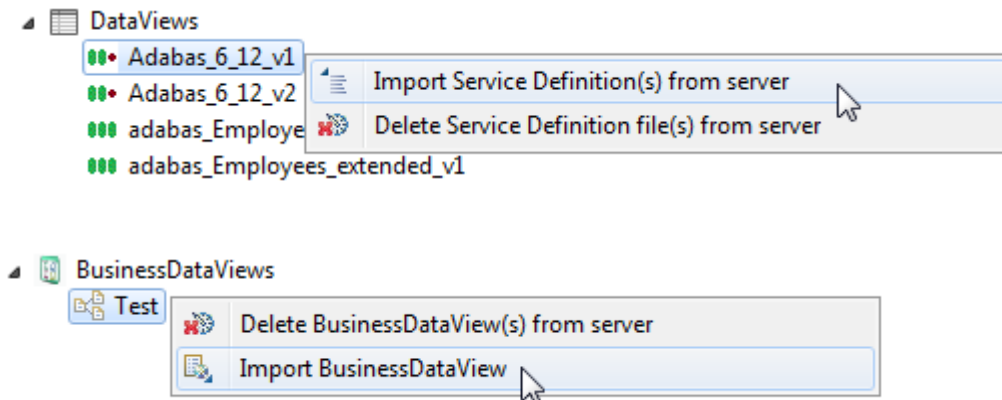 DataViews
Adabas_6_12_v1
Import Service Definition(s) from server
Adabas_6_12_v2
Delete Service Definition file(s) from server
adabas_Employe
adabas_Employees_extended_v1
BusinessDataViews
Test
Delete BusinessDataView(s) from server
Import BusinessDataView